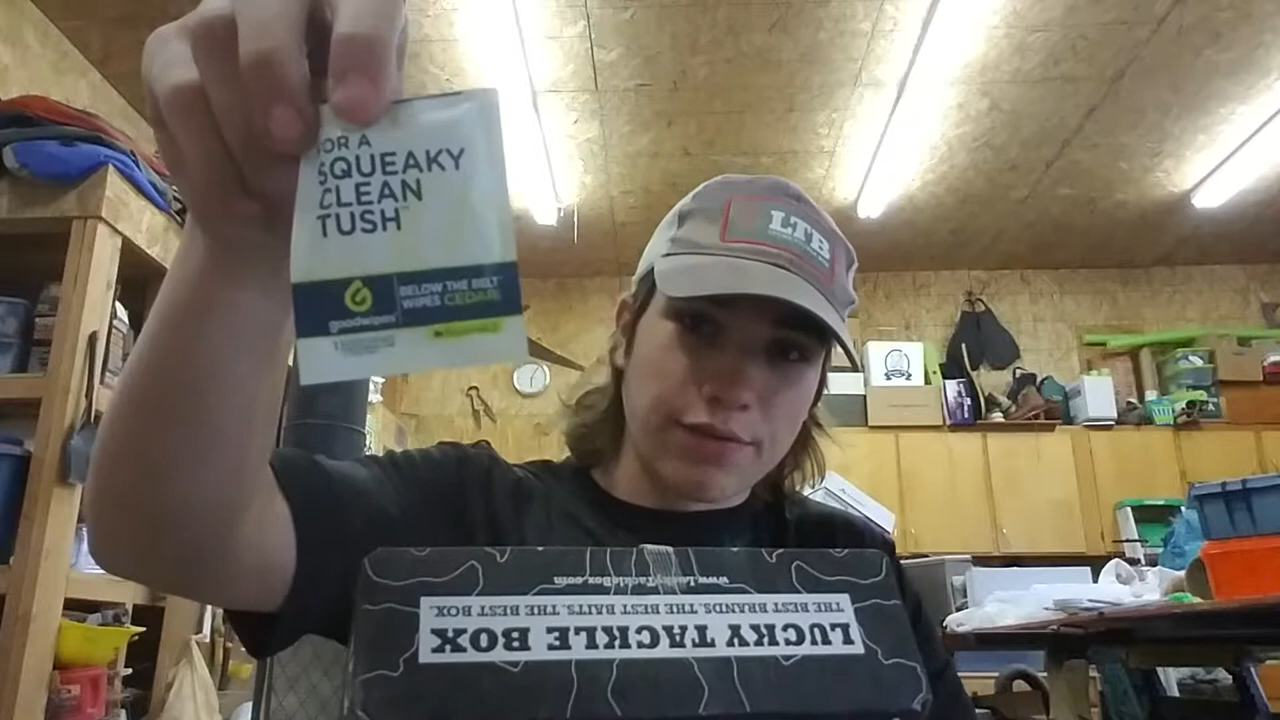 FOR A
SQUEAKY
CLEAN
TUSH
goodwipes
BELOW THE BELT
WIPES CEDAR
LTB
www.LuckyTackleBox.com
THE BEST BRANDS. THE BEST BAITS. THE BEST BOX.
LUCKY TACKLE BOX